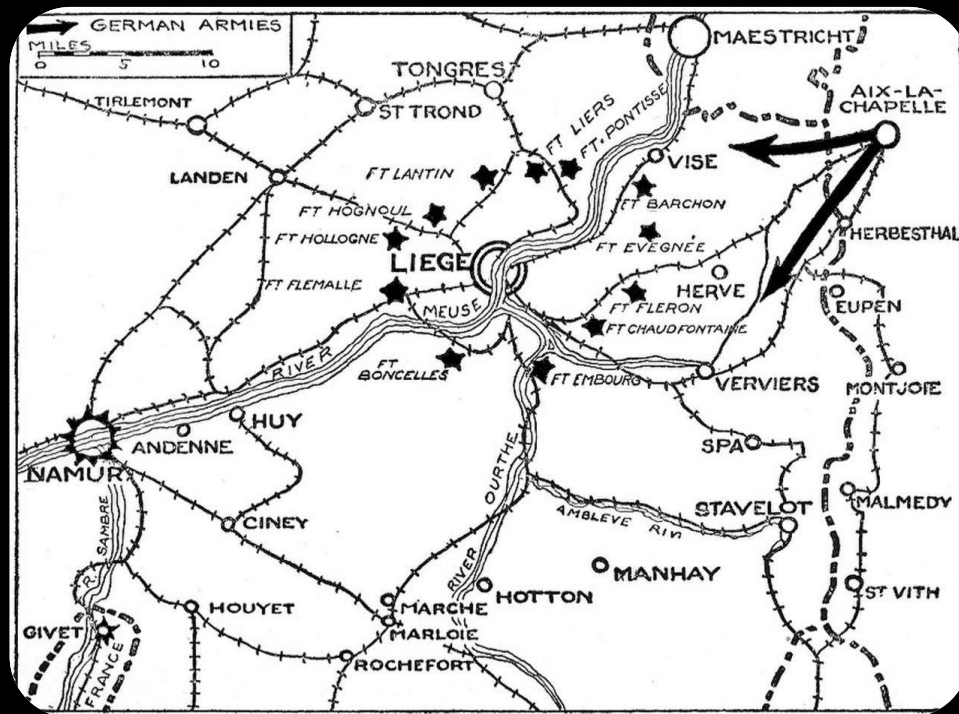 GERMAN ARMIES
MILES
0 5 10
MAESTRICHT
TONGRES
AIX-LA-
CHAPELLE
TIRLEMONT
ST TROND
FT LIERS
FT. PONTISSE
VISE
LANDEN
FT LANTIN
FT BARCHON
FT HOGNOUL
FT HOLLOGNE
FT EVEGNÉE
HERBESTHAL
LIEGE
HERVE
FT FLEMALLE
MEUSE
FT FLERON
EUPEN
FT CHAUDFONTAINE
RIVER
FT
BONCELLES
FT EMBOURG
VERVIERS
MONTJOIE
HUY
ANDENNE
SPA
NAMUR
OURTHE
STAVELOT
MALMEDY
CINEY
AMBLEVE RIV
R. SAMBRE
MANHAY
RIVER
HOTTON
ST VITH
HOUYET
MARCHE
MARLOIE
GIVET
ROCHEFORT
FRANCE